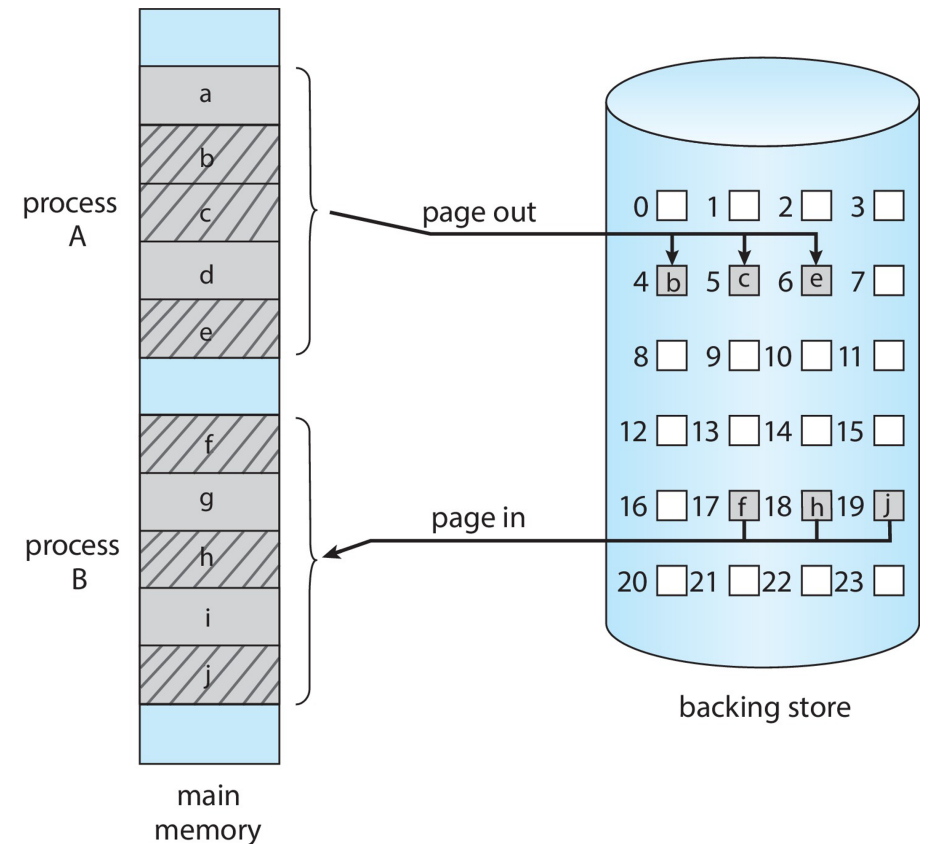 a
b
c
d
e
process
A
f
g
h
i
j
process
B
main
memory
page out
page in
0 1 2 3
4 b 5 c 6 e 7
8 9 10 11
12 13 14 15
16 17 f 18 h 19 j
20 21 22 23
backing store